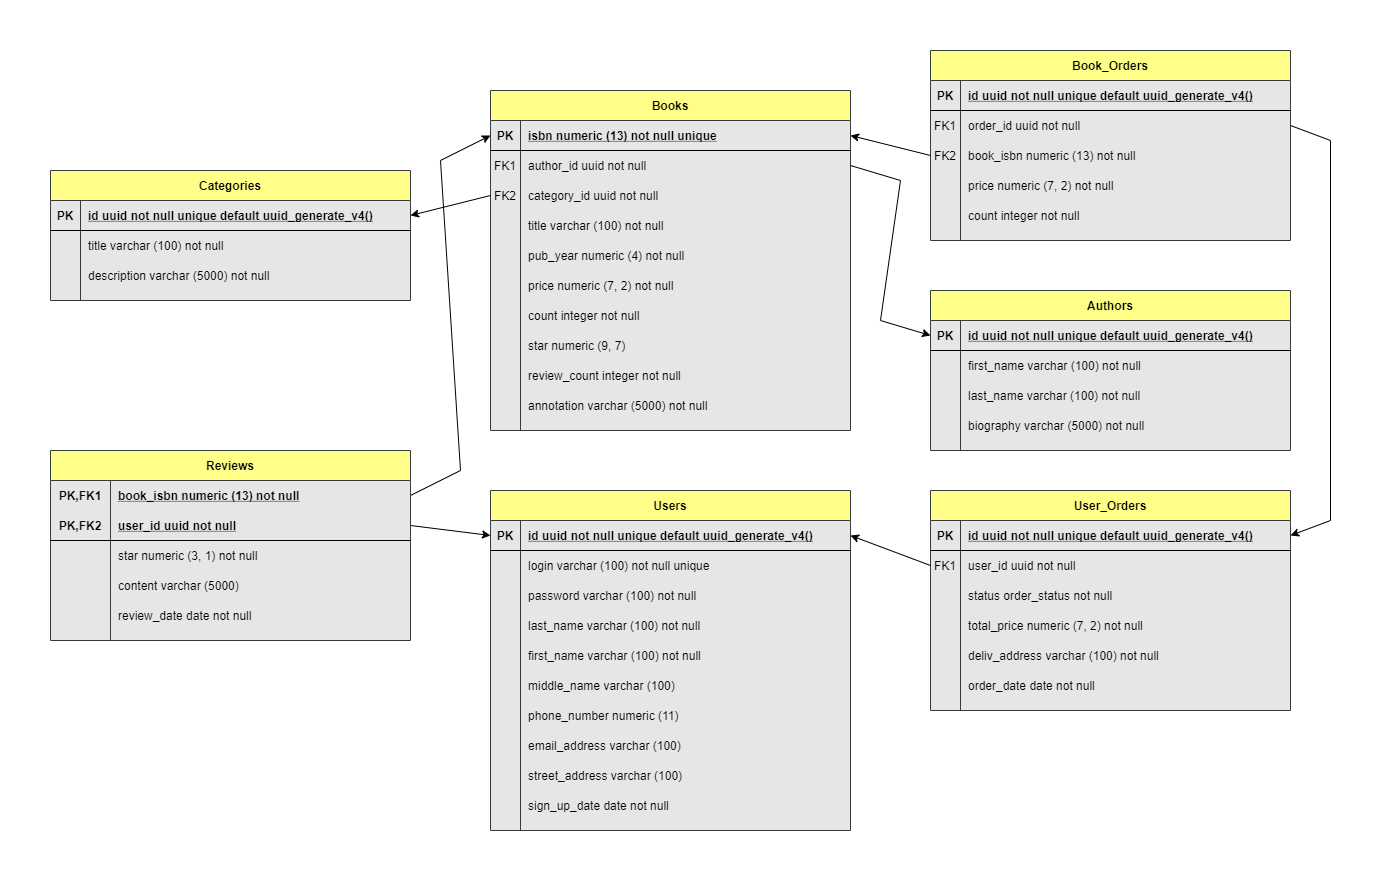 Categories
PK id uuid not null unique default uuid_generate_v4()
title varchar (100) not null
description varchar (5000) not null
Reviews
PK,FK1 book_isbn numeric (13) not null
PK,FK2 user_id uuid not null
star numeric (3, 1) not null
content varchar (5000)
review_date date not null
Books
PK isbn numeric (13) not null unique
FK1 author_id uuid not null
FK2 category_id uuid not null
title varchar (100) not null
pub_year numeric (4) not null
price numeric (7, 2) not null
count integer not null
star numeric (9, 7)
review_count integer not null
annotation varchar (5000) not null
Users
PK id uuid not null unique default uuid_generate_v4()
login varchar (100) not null unique
password varchar (100) not null
last_name varchar (100) not null
first_name varchar (100) not null
middle_name varchar (100)
phone_number numeric (11)
email_address varchar (100)
street_address varchar (100)
sign_up_date date not null
Book_Orders
PK id uuid not null unique default uuid_generate_v4()
FK1 order_id uuid not null
FK2 book_isbn numeric (13) not null
price numeric (7, 2) not null
count integer not null
Authors
PK id uuid not null unique default uuid_generate_v4()
first_name varchar (100) not null
last_name varchar (100) not null
biography varchar (5000) not null
User_Orders
PK id uuid not null unique default uuid_generate_v4()
FK1 user_id uuid not null
status order_status not null
total_price numeric (7, 2) not null
deliv_address varchar (100) not null
order_date date not null